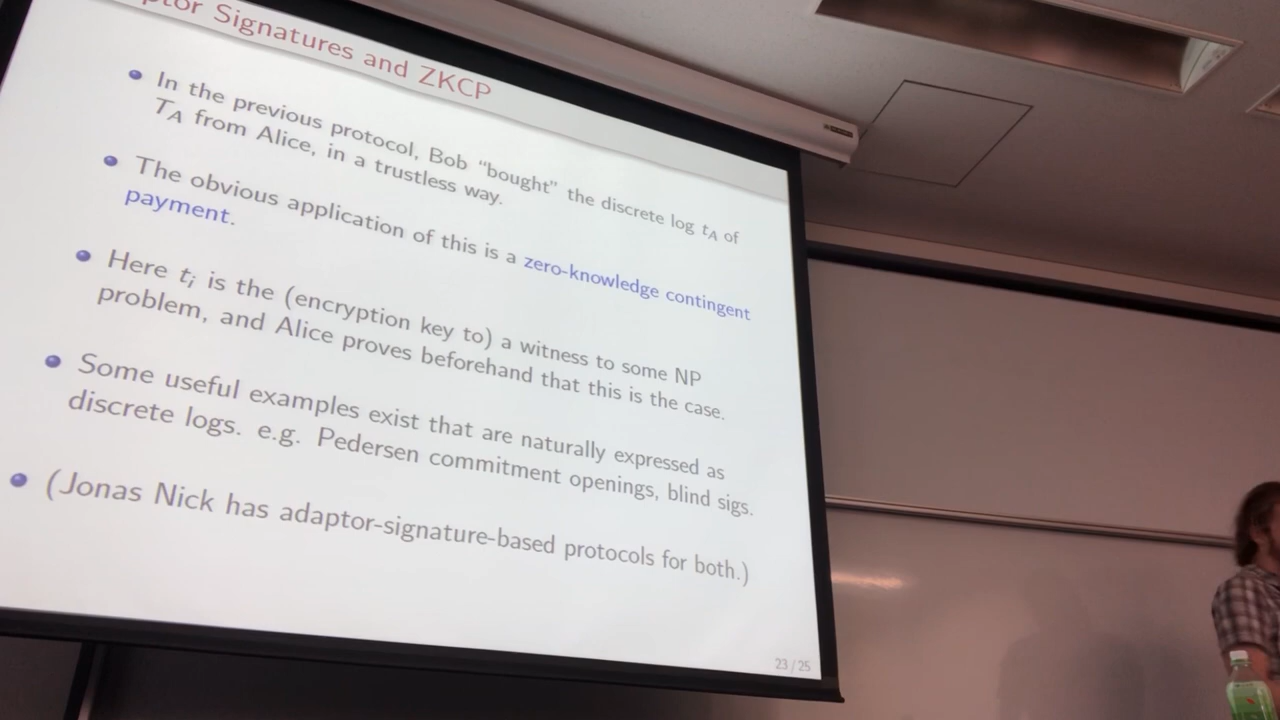 ptor Signatures and ZKCP
In the previous protocol, Bob “bought” the discrete log tA of
TA from Alice, in a trustless way.
The obvious application of this is a zero-knowledge contingent
payment.
Here ti is the (encryption key to) a witness to some NP
problem, and Alice proves beforehand that this is the case.
Some useful examples exist that are naturally expressed as
discrete logs. e.g. Pedersen commitment openings, blind sigs.
(Jonas Nick has adaptor-signature-based protocols for both.)
23 / 25